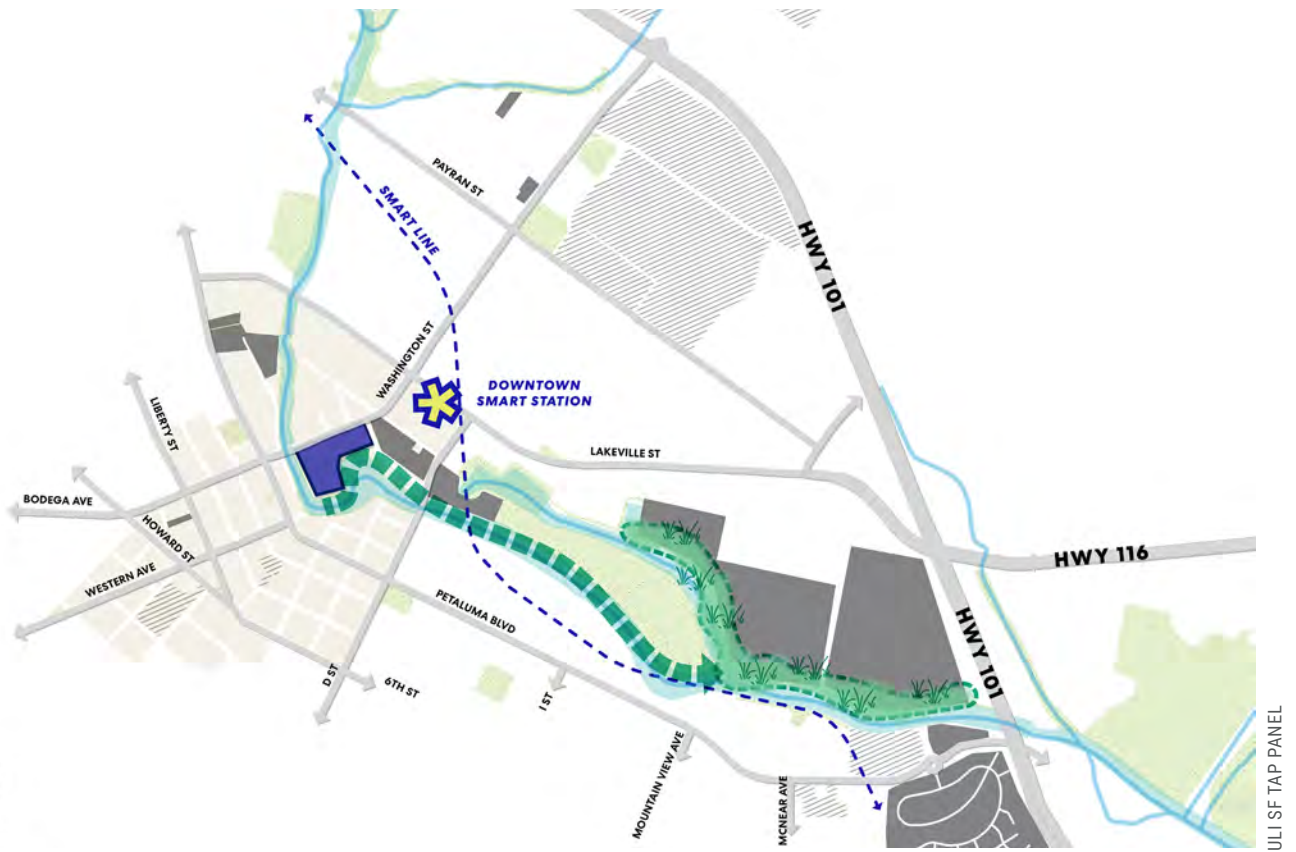 PAYRAN ST
SMART LINE
HWY 101
WASHINGTON ST
DOWNTOWN
SMART STATION
LIBERTY ST
LAKEVILLE ST
BODEGA AVE
HOWARD ST
WESTERN AVE
HWY 116
PETALUMA BLVD
HWY 101
D ST
6TH ST
I ST
MOUNTAIN VIEW AVE
MCNEAR AVE
ULI SF TAP PANEL